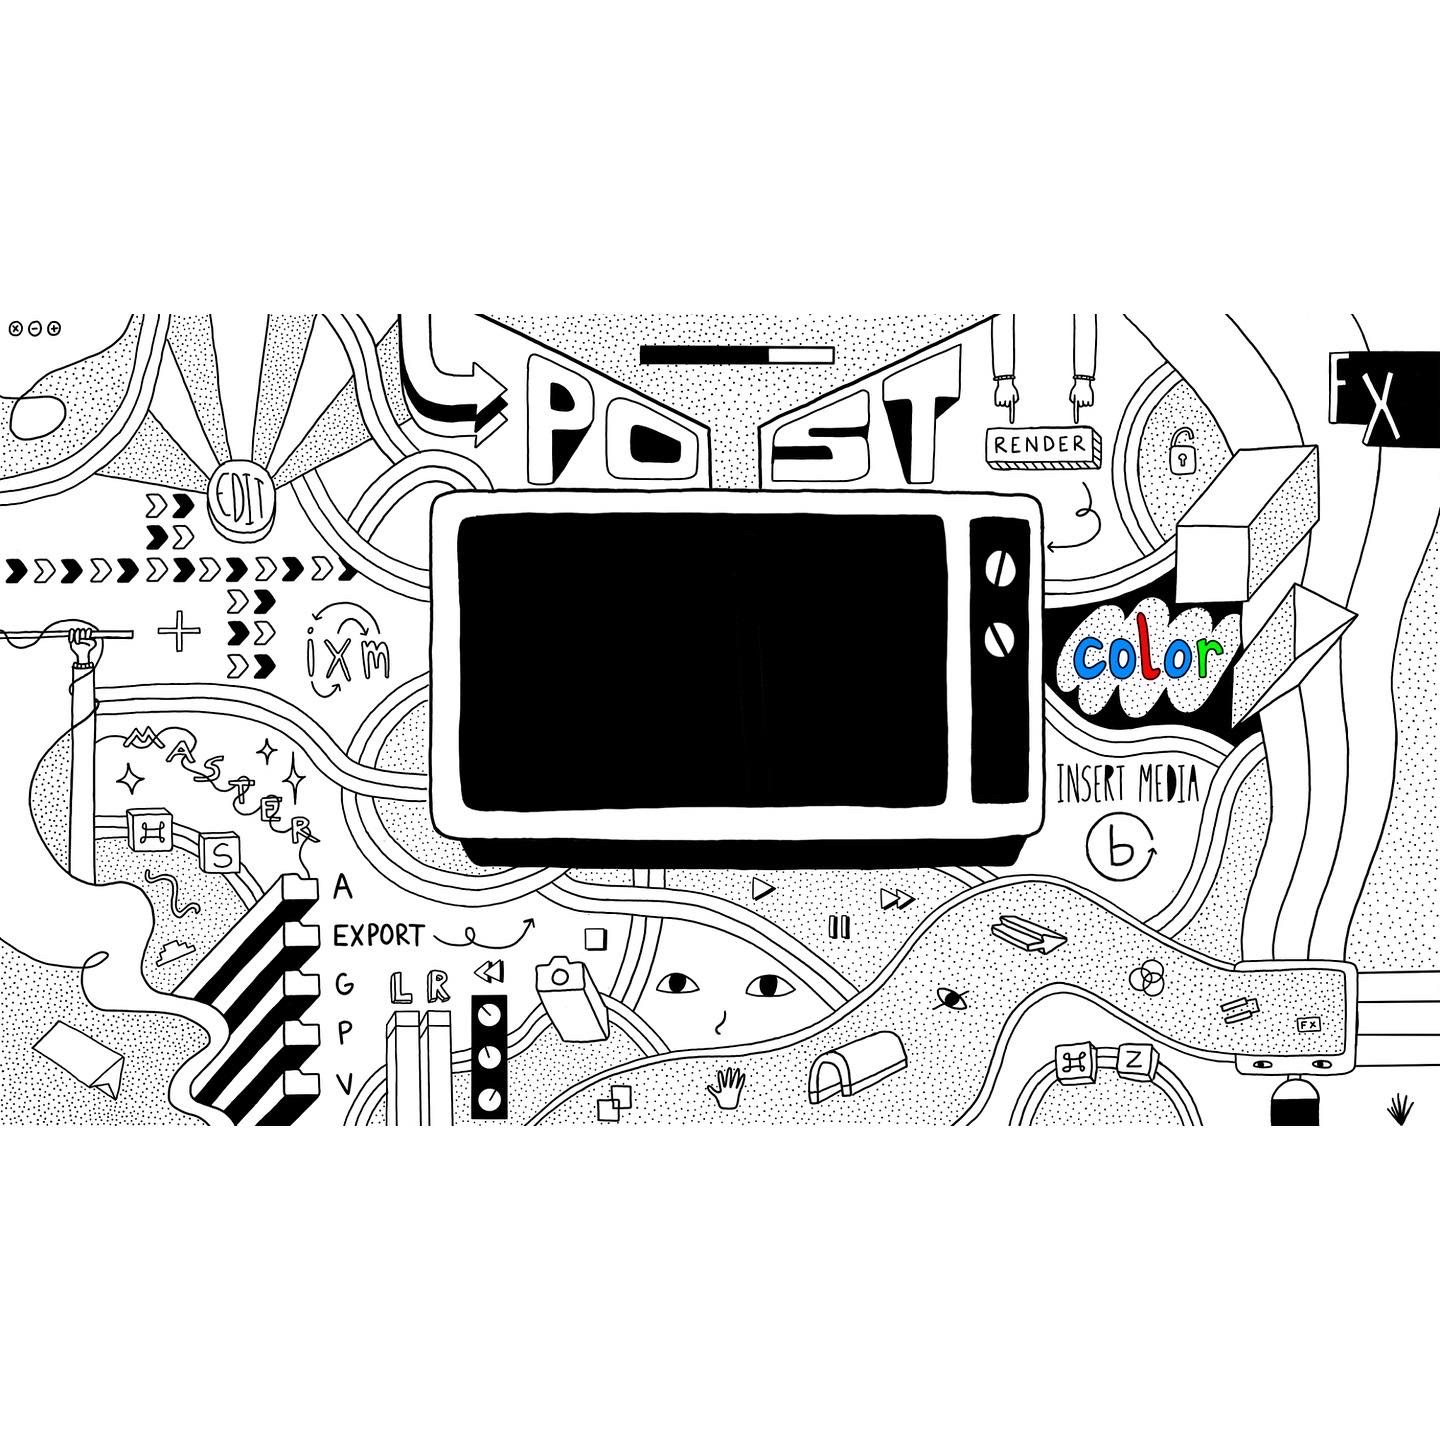 POST
FX
RENDER
EDIT
ixm
color
MASTER
INSERT MEDIA
b
⌘ S
A
EXPORT
G
P
V
L R
FX
⌘ Z